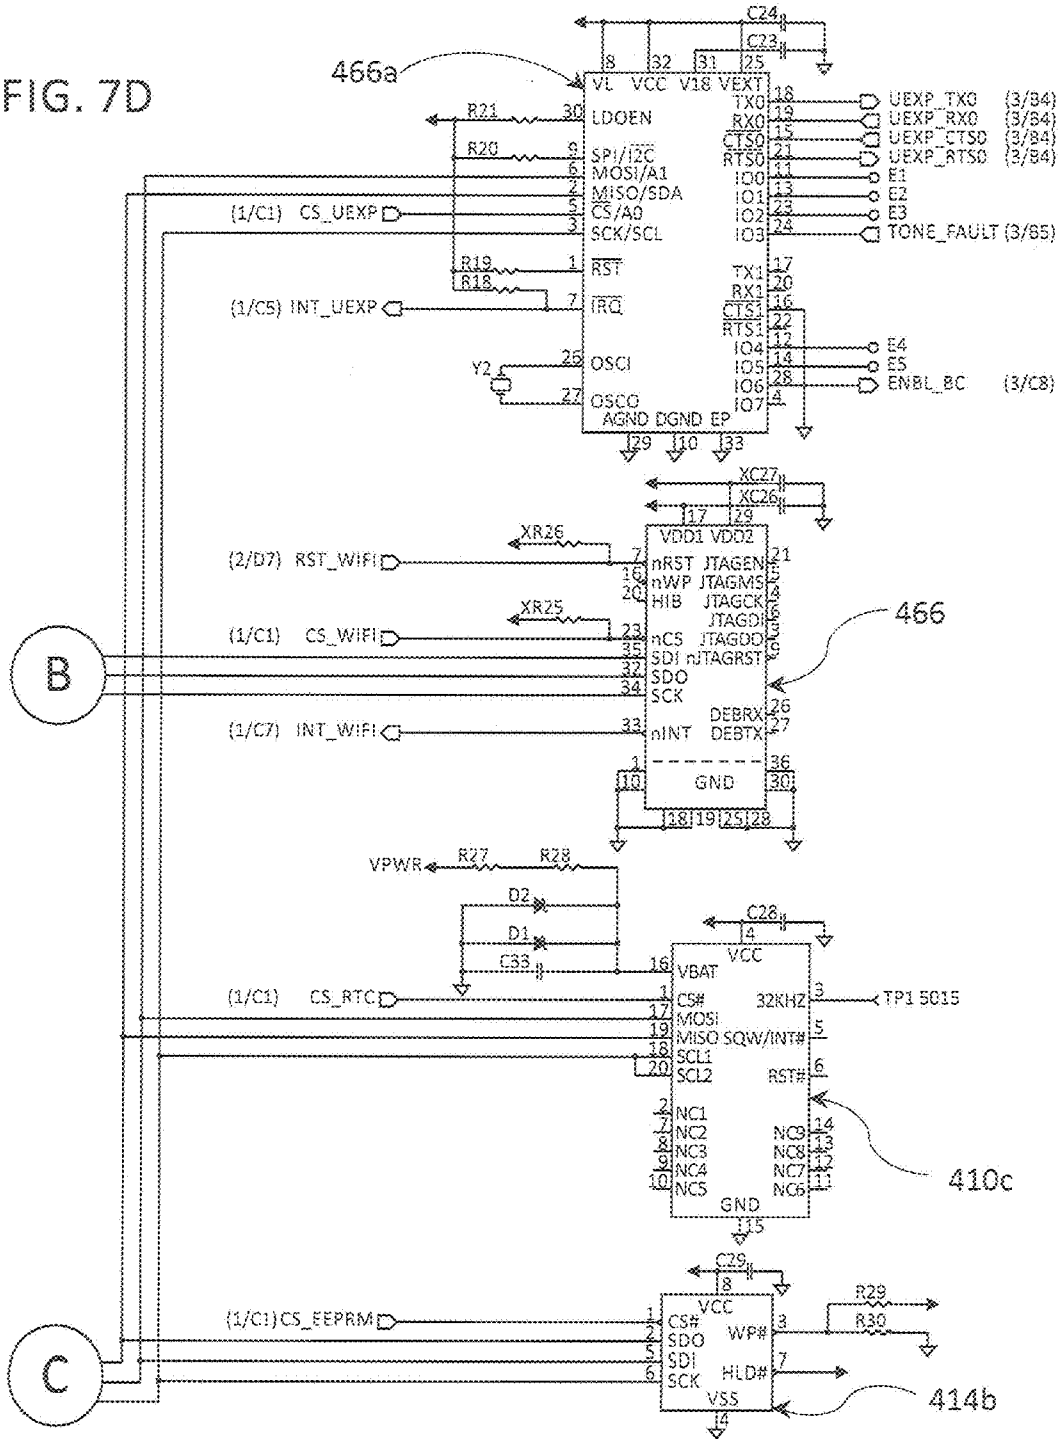 FIG. 7D
466a
C24
C23
8 32 31 25
VL VCC V18 VEXT
R21 30 LDOEN
R20 9 SPI/I2C
6 MOSI/A1
2 MISO/SDA
(1/C1) CS_UEXP 5 CS/A0
3 SCK/SCL
R19 1 RST
R18
(1/C5) INT_UEXP 7 IRQ
Y2 26 OSCI
27 OSCO
TX0 18 UEXP_TX0 (3/B4)
RX0 19 UEXP_RX0 (3/B4)
CTS0 15 UEXP_CTS0 (3/B4)
RTS0 21 UEXP_RTS0 (3/B4)
IO0 11 E1
IO1 13 E2
IO2 23 E3
IO3 24 TONE_FAULT (3/B5)
TX1 17
RX1 20
CTS1 16
RTS1 22
IO4 12 E4
IO5 14 E5
IO6 28 ENBL_BC (3/C8)
IO7 4
AGND DGND EP
29 10 33
XC27
XC26
17 29
VDD1 VDD2
XR26
(2/D7) RST_WIFI 7 nRST JTAGEN 21
16 nWP JTAGMS 5
20 HIB JTAGCK 4
XR25 JTAGDI 6
(1/C1) CS_WIFI 23 nCS JTAGDO 3
35 SDI nJTAGRST 9
32 SDO
34 SCK
466
B
DEBRX 26
(1/C7) INT_WIFI 33 nINT DEBTX 27
1 36
10 GND 30
18 19 25 28
VPWR R27 R28
D2
D1
C33
C28
4
VCC
16 VBAT
(1/C1) CS_RTC 1 CS# 32KHZ 3 TP1 5015
17 MOSI
19 MISO SQW/INT# 5
18 SCL1
20 SCL2 RST# 6
2 NC1
7 NC2 NC9 14
8 NC3 NC8 13
9 NC4 NC7 12
10 NC5 NC6 11
410c
GND
15
C29
8
VCC
(1/C1) CS_EEPRM 1 CS# WP# 3
2 SDO
5 SDI HLD# 7
6 SCK
R29
R30
VSS
4
414b
C